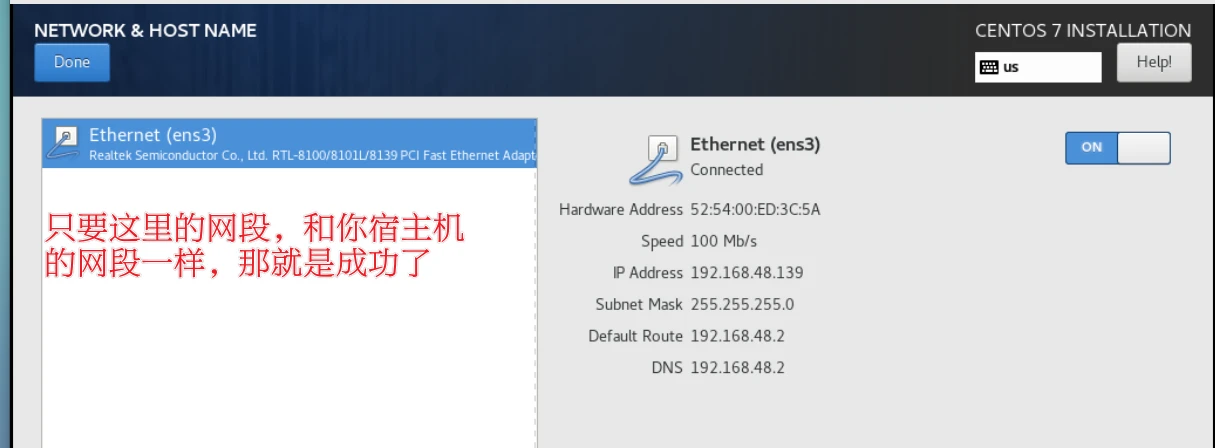 NETWORK & HOST NAME
CENTOS 7 INSTALLATION
Done
us
Help!
Ethernet (ens3)
Realtek Semiconductor Co., Ltd. RTL-8100/8101L/8139 PCI Fast Ethernet Adapt
Ethernet (ens3)
Connected
ON
只要这里的网段，和你宿主机
的网段一样，那就是成功了
Hardware Address 52:54:00:ED:3C:5A
Speed 100 Mb/s
IP Address 192.168.48.139
Subnet Mask 255.255.255.0
Default Route 192.168.48.2
DNS 192.168.48.2